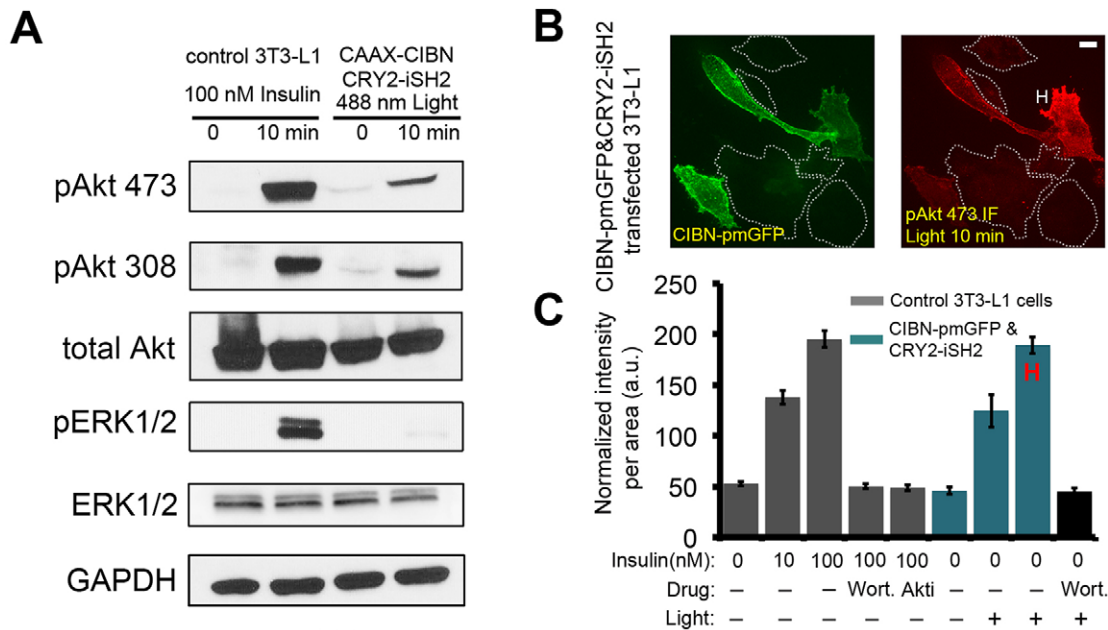 A
control 3T3-L1
100 nM Insulin
CAAX-CIBN
CRY2-iSH2
488 nm Light
0 10 min 0 10 min
pAkt 473
pAkt 308
total Akt
pERK1/2
ERK1/2
GAPDH
B
CIBN-pmGFP&CRY2-iSH2
transfected 3T3-L1
CIBN-pmGFP
H
pAkt 473 IF
Light 10 min
C
Normalized intensity
per area (a.u.)
250
200
150
100
50
0
Control 3T3-L1 cells
CIBN-pmGFP &
CRY2-iSH2
H
Insulin(nM): 0 10 100 100 100 0 0 0 0
Drug: – – – Wort. Akti – – – Wort.
Light: – – – – – – + + +